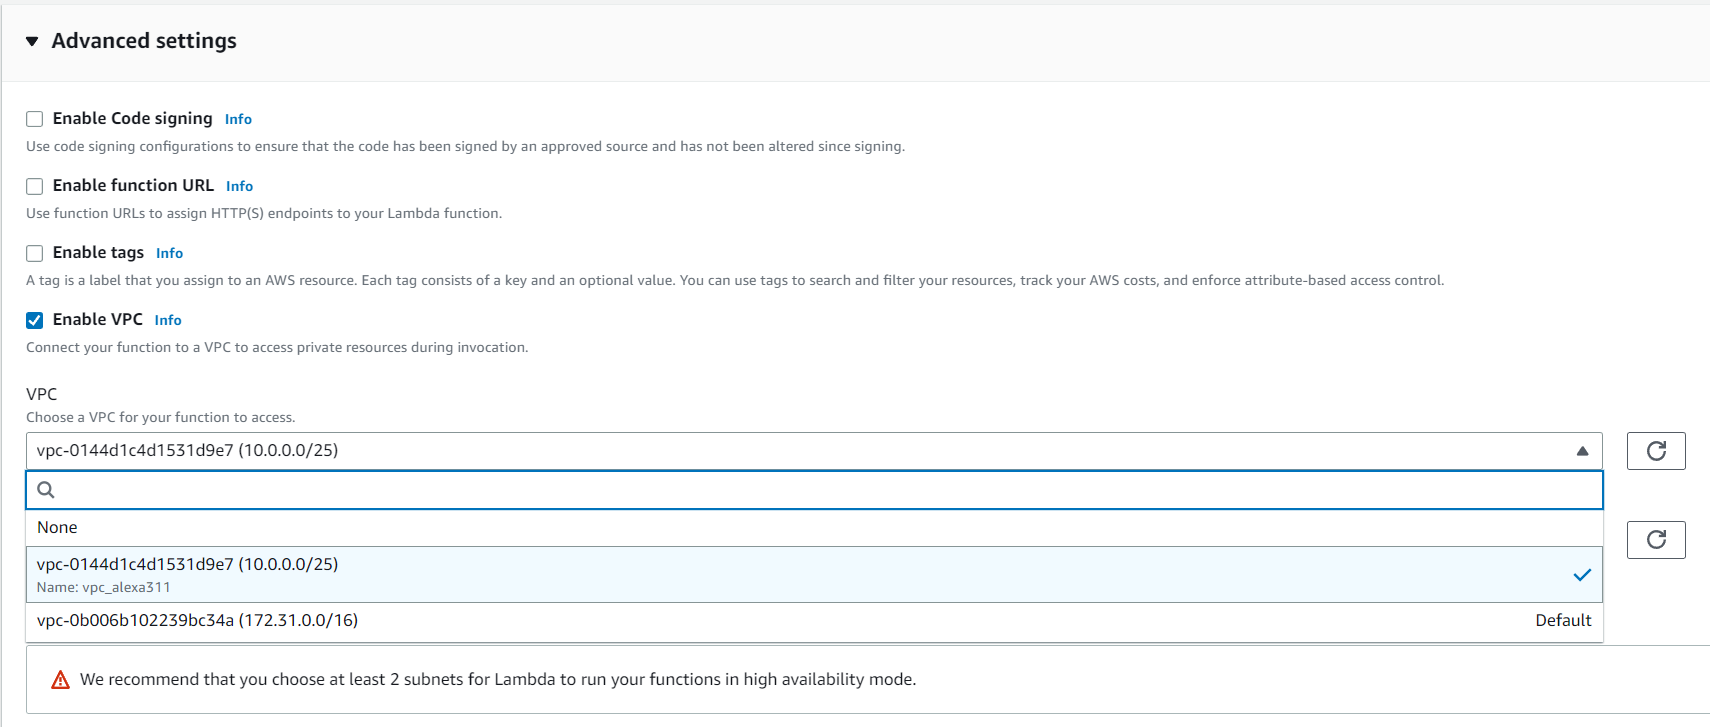 Advanced settings
Enable Code signing Info
Use code signing configurations to ensure that the code has been signed by an approved source and has not been altered since signing.
Enable function URL Info
Use function URLs to assign HTTP(S) endpoints to your Lambda function.
Enable tags Info
A tag is a label that you assign to an AWS resource. Each tag consists of a key and an optional value. You can use tags to search and filter your resources, track your AWS costs, and enforce attribute-based access control.
Enable VPC Info
Connect your function to a VPC to access private resources during invocation.
VPC
Choose a VPC for your function to access.
vpc-0144d1c4d1531d9e7 (10.0.0.0/25)
None
vpc-0144d1c4d1531d9e7 (10.0.0.0/25)
Name: vpc_alexa311
vpc-0b006b102239bc34a (172.31.0.0/16) Default
We recommend that you choose at least 2 subnets for Lambda to run your functions in high availability mode.